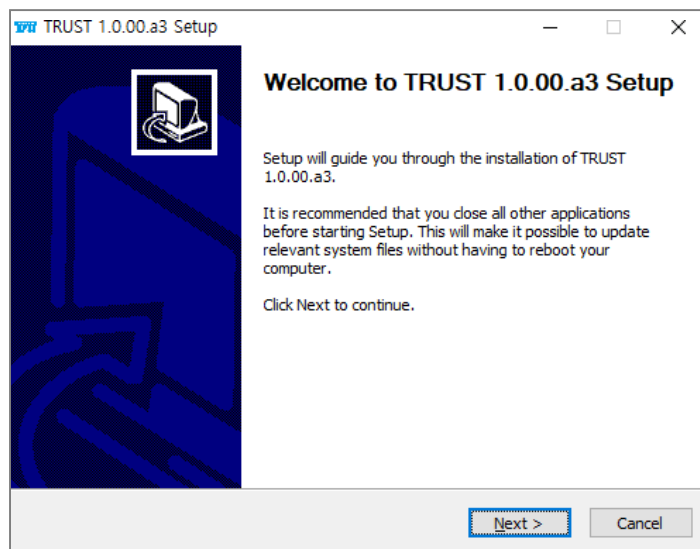 TRUST 1.0.00.a3 Setup
Welcome to TRUST 1.0.00.a3 Setup
Setup will guide you through the installation of TRUST
1.0.00.a3.
It is recommended that you close all other applications
before starting Setup. This will make it possible to update
relevant system files without having to reboot your
computer.
Click Next to continue.
Next >
Cancel